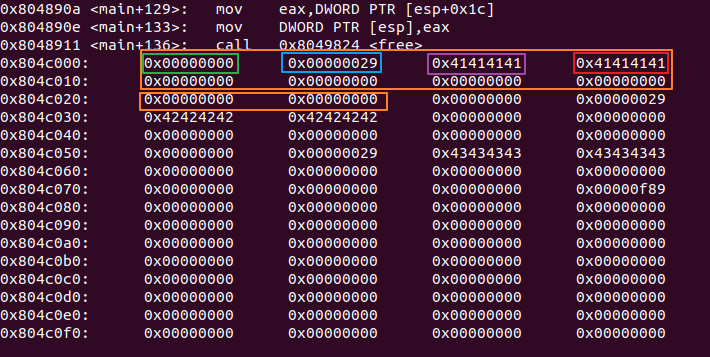 0x804890a <main+129>: mov eax,DWORD PTR [esp+0x1c]
0x804890e <main+133>: mov DWORD PTR [esp],eax
0x8048911 <main+136>: call 0x8049824 <free>
0x804c000: 0x00000000 0x00000029 0x41414141 0x41414141
0x804c010: 0x00000000 0x00000000 0x00000000 0x00000000
0x804c020: 0x00000000 0x00000000 0x00000000 0x00000029
0x804c030: 0x42424242 0x42424242 0x00000000 0x00000000
0x804c040: 0x00000000 0x00000000 0x00000000 0x00000000
0x804c050: 0x00000000 0x00000029 0x43434343 0x43434343
0x804c060: 0x00000000 0x00000000 0x00000000 0x00000000
0x804c070: 0x00000000 0x00000000 0x00000000 0x00000f89
0x804c080: 0x00000000 0x00000000 0x00000000 0x00000000
0x804c090: 0x00000000 0x00000000 0x00000000 0x00000000
0x804c0a0: 0x00000000 0x00000000 0x00000000 0x00000000
0x804c0b0: 0x00000000 0x00000000 0x00000000 0x00000000
0x804c0c0: 0x00000000 0x00000000 0x00000000 0x00000000
0x804c0d0: 0x00000000 0x00000000 0x00000000 0x00000000
0x804c0e0: 0x00000000 0x00000000 0x00000000 0x00000000
0x804c0f0: 0x00000000 0x00000000 0x00000000 0x00000000